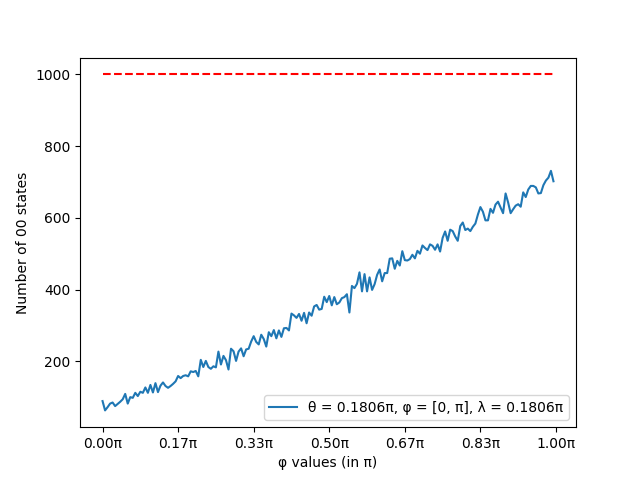 1000
800
600
400
200
Number of 00 states
θ = 0.1806π, φ = [0, π], λ = 0.1806π
0.00π 0.17π 0.33π 0.50π 0.67π 0.83π 1.00π
φ values (in π)